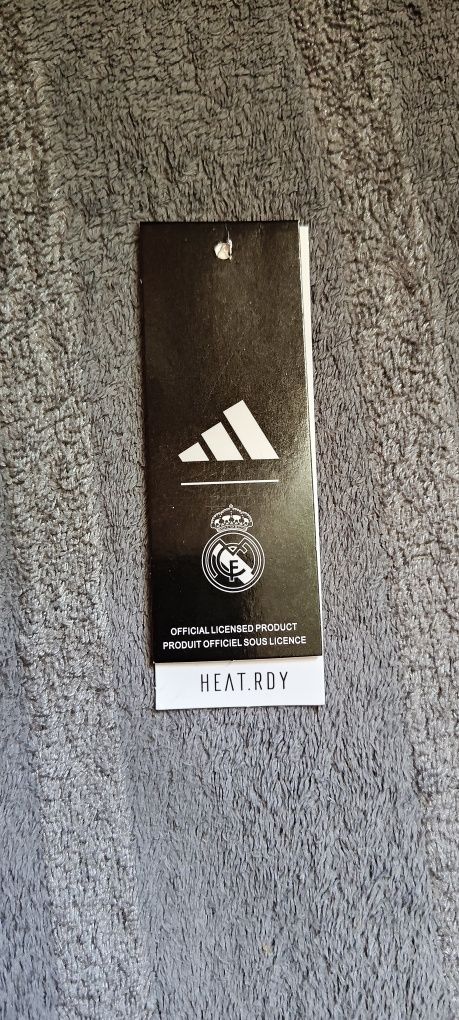 OFFICIAL LICENSED PRODUCT
PRODUIT OFFICIEL SOUS LICENCE
HEAT.RDY